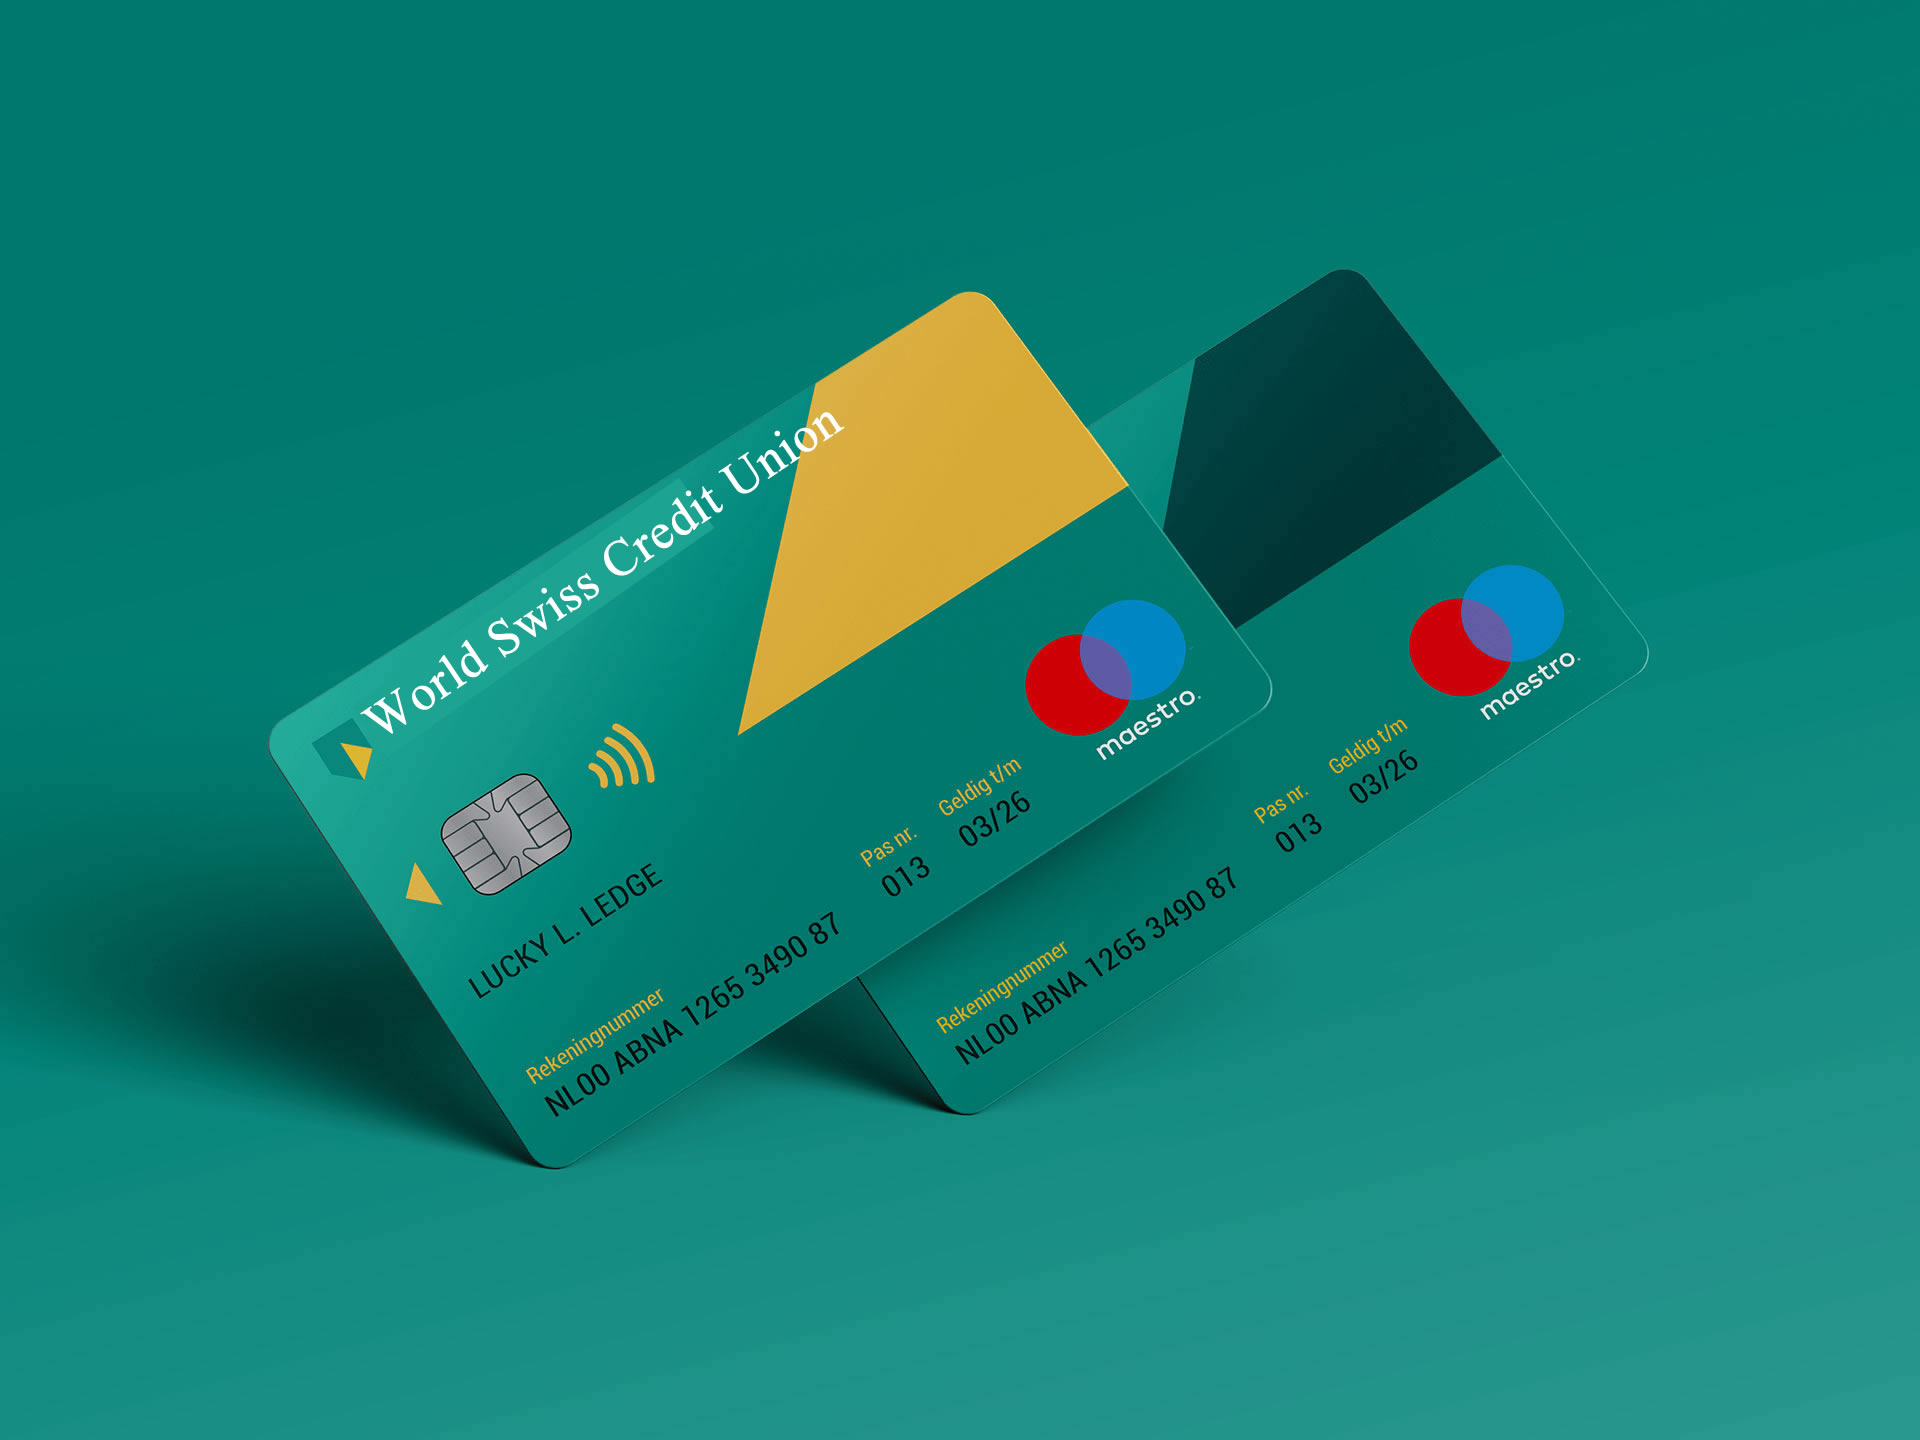 World Swiss Credit Union
maestro.
LUCKY L. LEDGE
Pas nr.
013
Geldig t/m
03/26
Rekeningnummer
NL00 ABNA 1265 3490 87
maestro.
Pas nr.
013
Geldig t/m
03/26
Rekeningnummer
NL00 ABNA 1265 3490 87